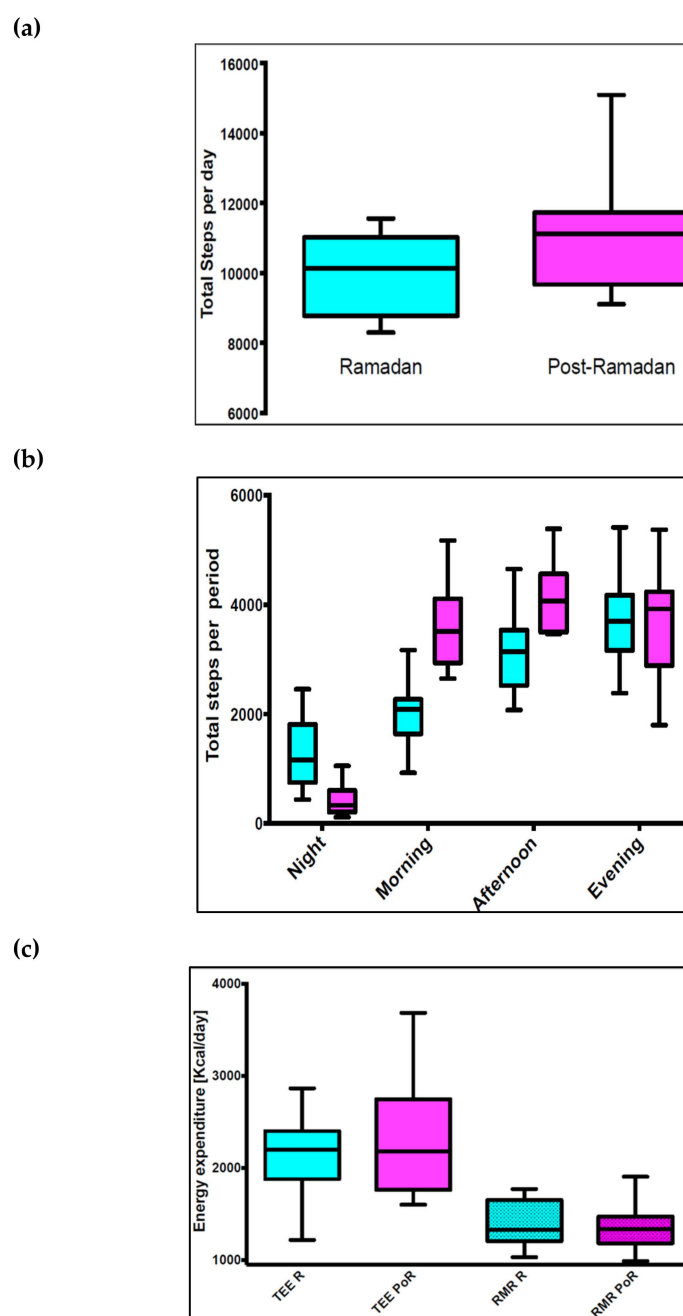 (a)
Total Steps per day
16000
14000
12000
10000
8000
6000
Ramadan
Post-Ramadan
(b)
Total steps per period
6000
4000
2000
0
Night
Morning
Afternoon
Evening
(c)
Energy expenditure [Kcal/day]
4000
3000
2000
1000
TEE R
TEE PoR
RMR R
RMR PoR